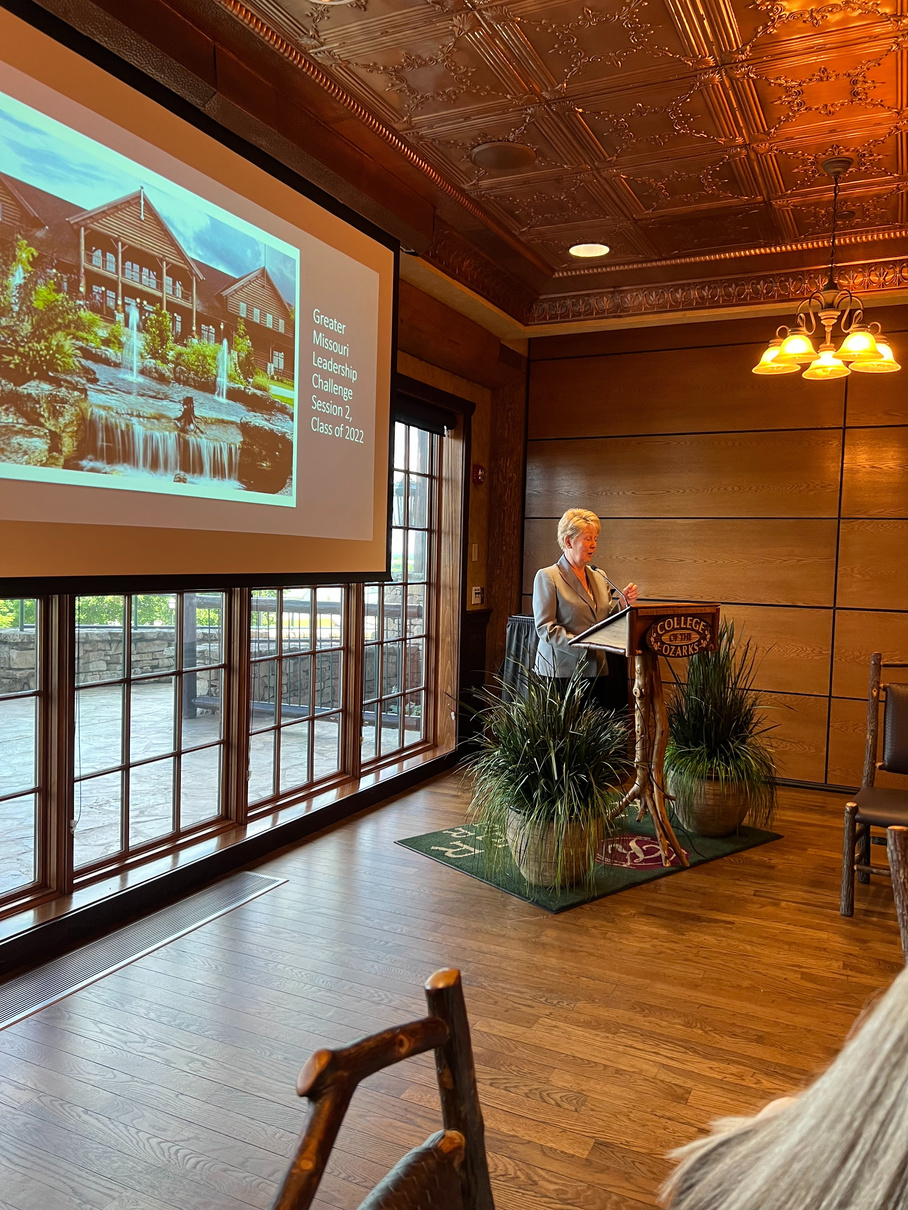 Greater
Missouri
Leadership
Challenge
Session 2,
Class of 2022
COLLEGE
OF THE
OZARKS